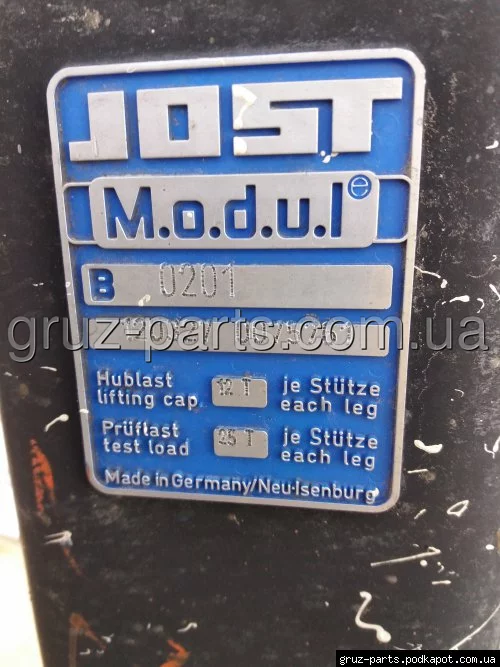 JOST
M.o.d.u.l e
B 0201
gruz-parts.com.ua
Hublast 12 T je Stütze
lifting cap. each leg
Prüflast 25 T je Stütze
test load each leg
Made in Germany/Neu-Isenburg
gruz-parts.podkapot.com.ua